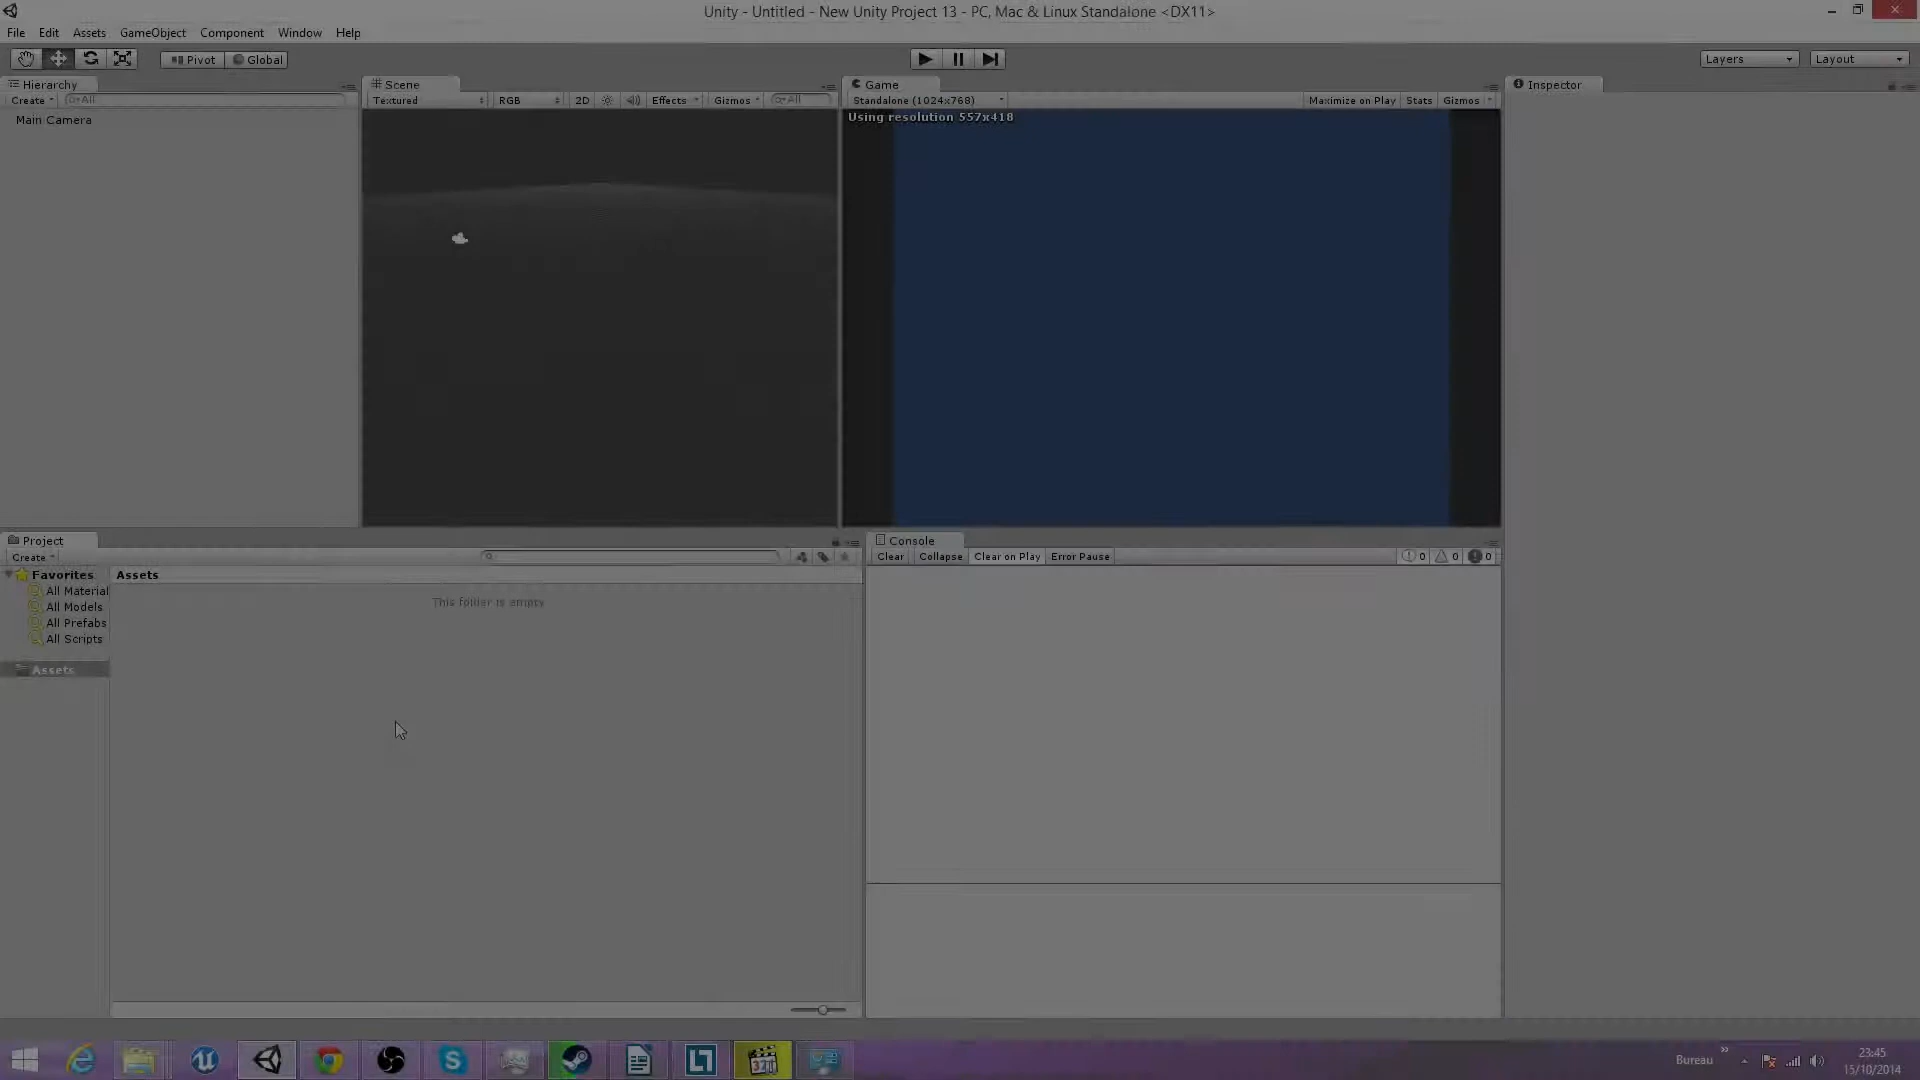 Unity - Untitled - New Unity Project 13 - PC, Mac & Linux Standalone <DX11>
File Edit Assets GameObject Component Window Help
Pivot Global Layers Layout
Hierarchy
Create All
Main Camera
Scene
Textured RGB 2D Effects Gizmos All
Game
Standalone (1024x768) Maximize on Play Stats Gizmos
Using resolution 557x418
Inspector
Project
Create
Favorites
All Material
All Models
All Prefabs
All Scripts
Assets
Assets
This folder is empty
Console
Clear Collapse Clear on Play Error Pause 0 0 0
Bureau
23:45
15/10/2014